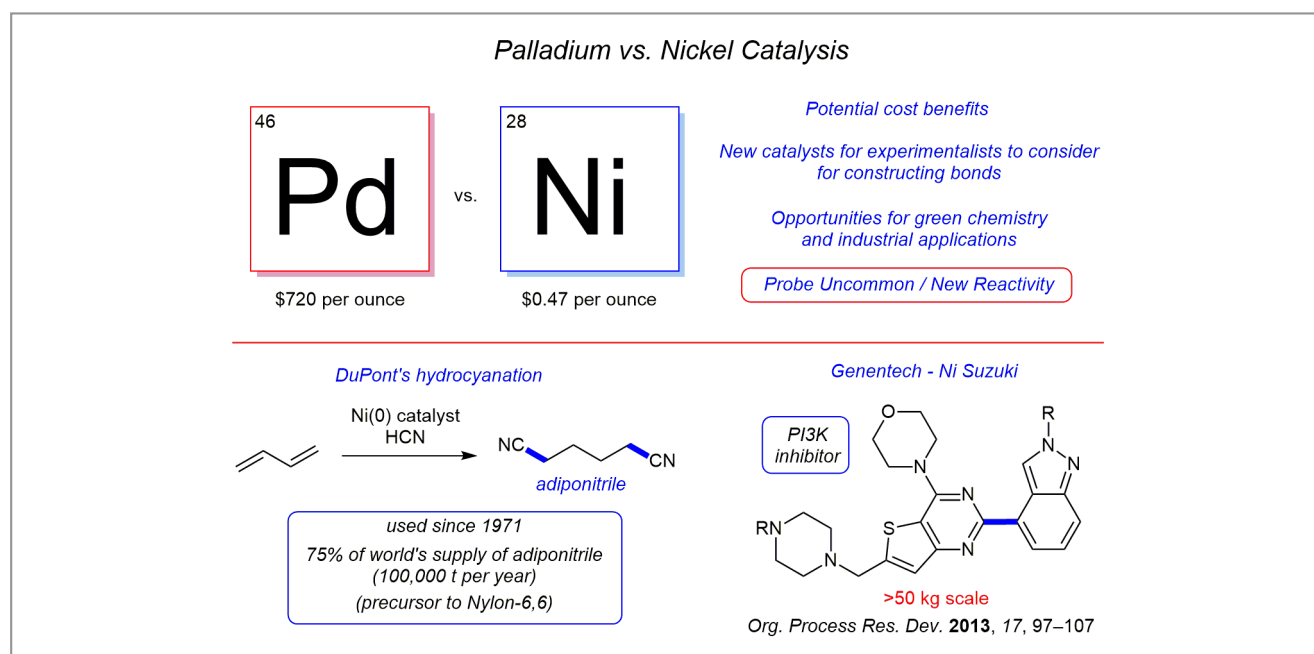 Palladium vs. Nickel Catalysis
46
Pd
$720 per ounce
vs.
28
Ni
$0.47 per ounce
Potential cost benefits
New catalysts for experimentalists to consider
for constructing bonds
Opportunities for green chemistry
and industrial applications
Probe Uncommon / New Reactivity
DuPont's hydrocyanation
Ni(0) catalyst
HCN
NC
CN
adiponitrile
used since 1971
75% of world's supply of adiponitrile
(100,000 t per year)
(precursor to Nylon-6,6)
Genentech - Ni Suzuki
PI3K
inhibitor
O
N
R
N
N
N
S
N
RN
N
>50 kg scale
Org. Process Res. Dev. 2013, 17, 97–107